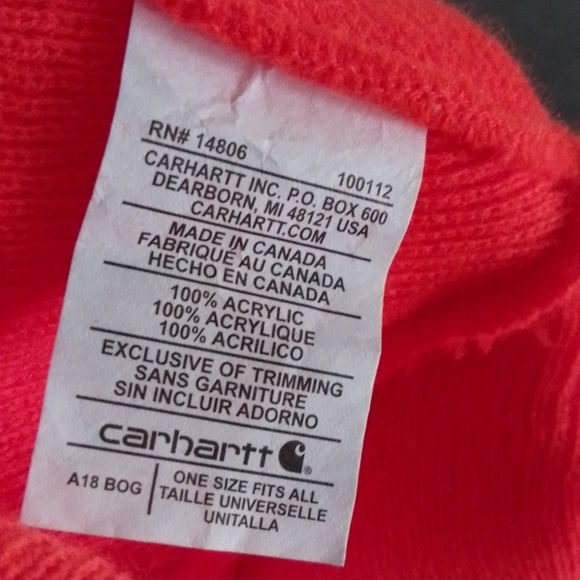 RN# 14806 100112
CARHARTT INC. P.O. BOX 600
DEARBORN, MI 48121 USA
CARHARTT.COM
MADE IN CANADA
FABRIQUÉ AU CANADA
HECHO EN CANADA
100% ACRYLIC
100% ACRYLIQUE
100% ACRILICO
EXCLUSIVE OF TRIMMING
SANS GARNITURE
SIN INCLUIR ADORNO
carhartt ®
A18 BOG
ONE SIZE FITS ALL
TAILLE UNIVERSELLE
UNITALLA